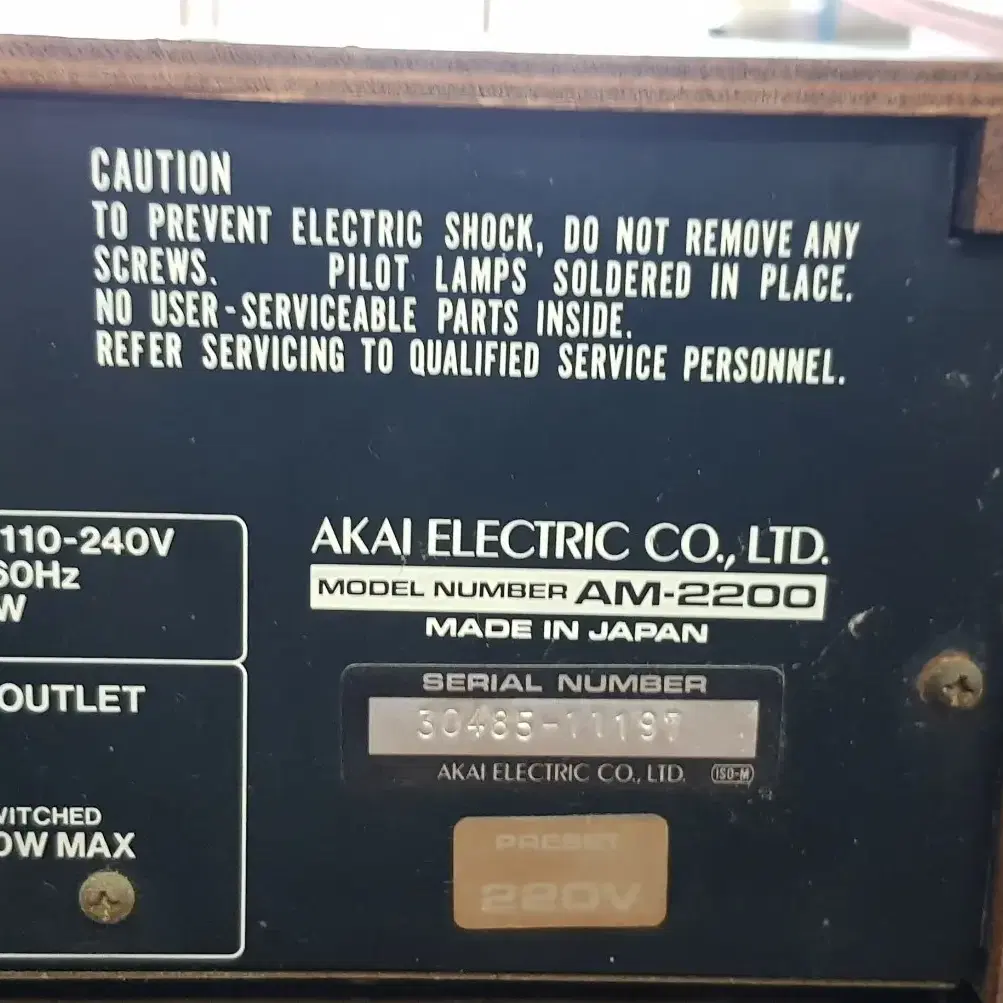 CAUTION
TO PREVENT ELECTRIC SHOCK, DO NOT REMOVE ANY
SCREWS. PILOT LAMPS SOLDERED IN PLACE.
NO USER-SERVICEABLE PARTS INSIDE.
REFER SERVICING TO QUALIFIED SERVICE PERSONNEL.
110-240V
60Hz
W
OUTLET
WITCHED
0W MAX
AKAI ELECTRIC CO., LTD.
MODEL NUMBER AM-2200
MADE IN JAPAN
SERIAL NUMBER
30485-11197
AKAI ELECTRIC CO., LTD. ISO-M
PRESET
220V